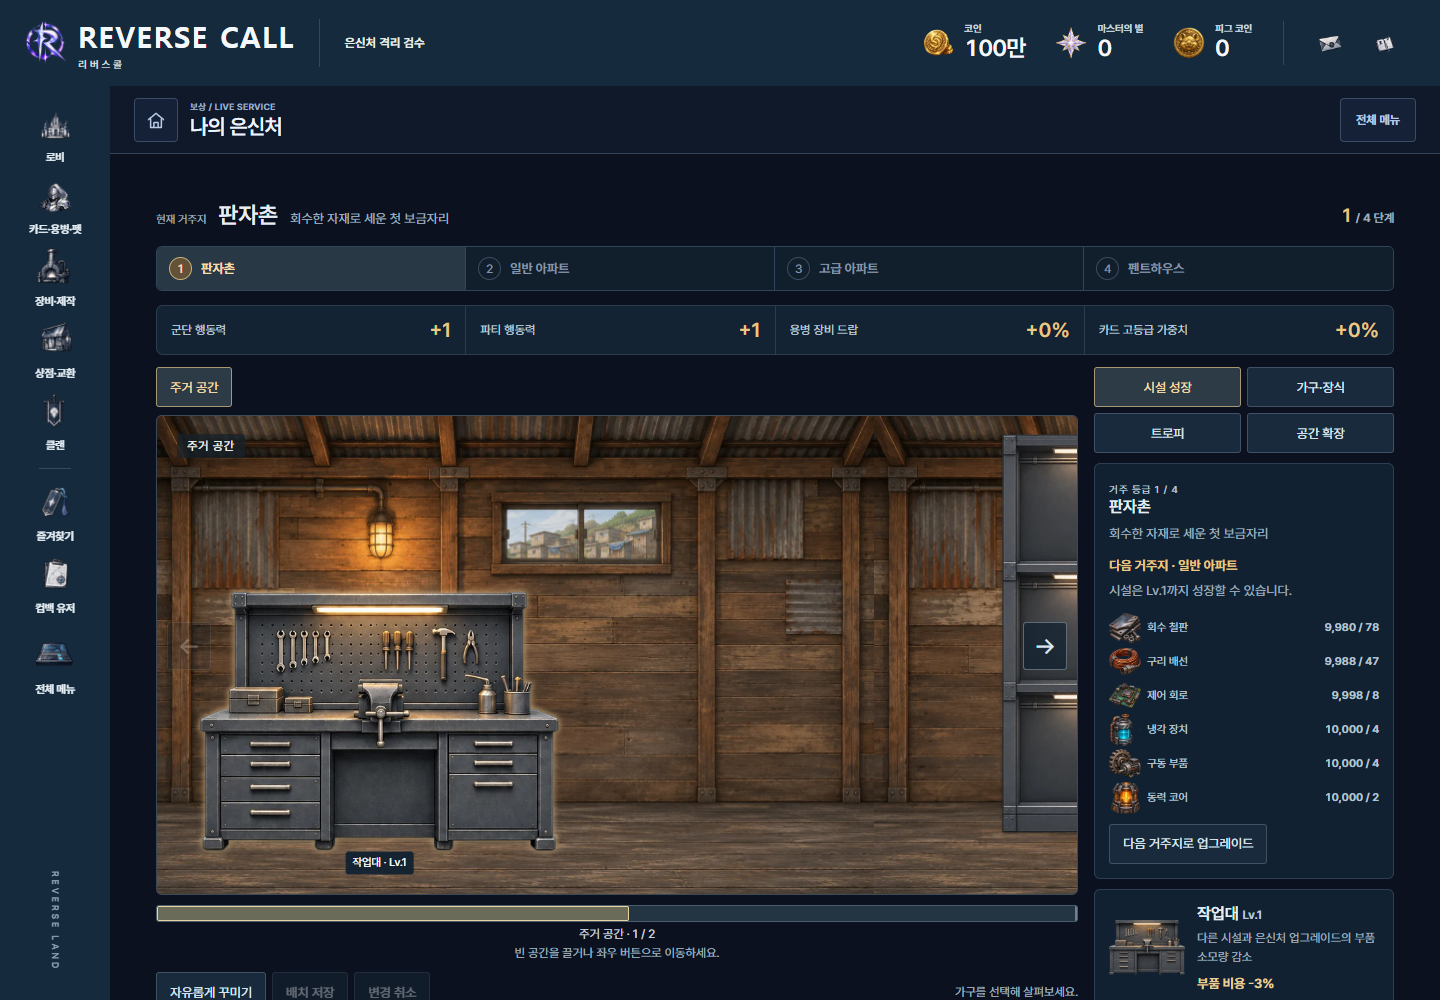 REVERSE CALL
리버스콜
은신처 격리 검수
코인
100만
마스터의 별
0
피그 코인
0
로비
카드·용병·펫
장비·제작
상점·교환
클랜
즐겨찾기
컴백 유저
전체 메뉴
REVERSE LAND
보상 / LIVE SERVICE
나의 은신처
전체 메뉴
현재 거주지 판자촌 회수한 자재로 세운 첫 보금자리
1 / 4 단계
1 판자촌
2 일반 아파트
3 고급 아파트
4 펜트하우스
군단 행동력 +1
파티 행동력 +1
용병 장비 드랍 +0%
카드 고등급 가중치 +0%
주거 공간
주거 공간
작업대 · Lv.1
주거 공간 · 1 / 2
빈 공간을 끌거나 좌우 버튼으로 이동하세요.
자유롭게 꾸미기
배치 저장
변경 취소
가구를 선택해 살펴보세요.
시설 성장
가구·장식
트로피
공간 확장
거주 등급 1 / 4
판자촌
회수한 자재로 세운 첫 보금자리
다음 거주지 · 일반 아파트
시설은 Lv.1까지 성장할 수 있습니다.
회수 철판 9,980 / 78
구리 배선 9,988 / 47
제어 회로 9,998 / 8
냉각 장치 10,000 / 4
구동 부품 10,000 / 4
동력 코어 10,000 / 2
다음 거주지로 업그레이드
작업대 Lv.1
다른 시설과 은신처 업그레이드의 부품
소모량 감소
부품 비용 -3%